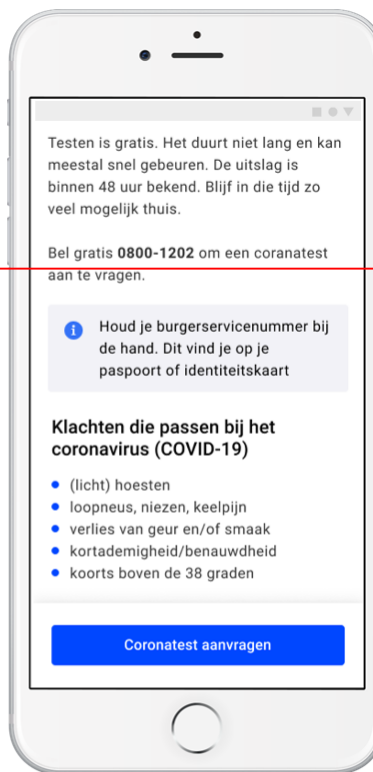 Testen is gratis. Het duurt niet lang en kan
meestal snel gebeuren. De uitslag is
binnen 48 uur bekend. Blijf in die tijd zo
veel mogelijk thuis.
Bel gratis 0800-1202 om een coranatest
aan te vragen.
Houd je burgerservicenummer bij
de hand. Dit vind je op je
paspoort of identiteitskaart
Klachten die passen bij het
coronavirus (COVID-19)
(licht) hoesten
loopneus, niezen, keelpijn
verlies van geur en/of smaak
kortademigheid/benauwdheid
koorts boven de 38 graden
Coronatest aanvragen